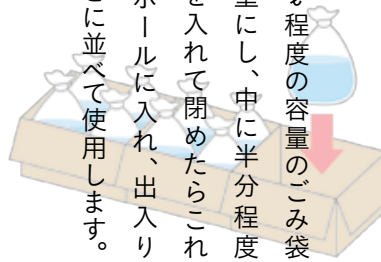 程度の容量のごみ袋
量にし、中に半分程度
を入れて閉めたらこれ
ボールに入れ、出入り
に並べて使用します。